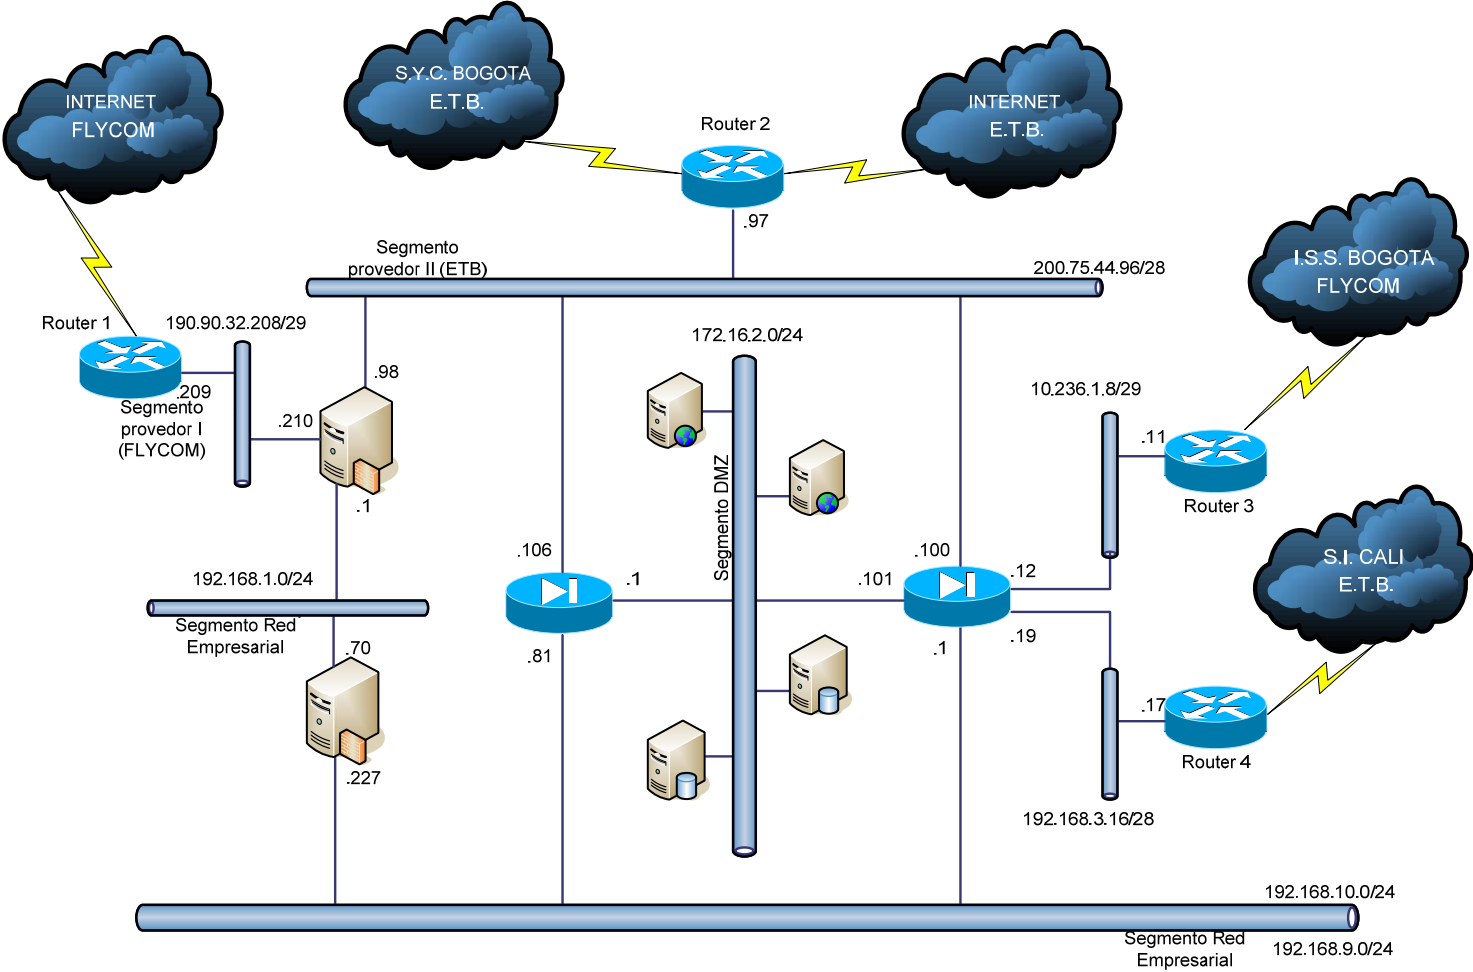 S.Y.C. BOGOTA
E.T.B.
INTERNET
FLYCOM
INTERNET
E.T.B.
Router 2
.97
Segmento
provedor II (ETB)
200.75.44.96/28
I.S.S. BOGOTA
FLYCOM
Router 1
190.90.32.208/29
172.16.2.0/24
.209
Segmento
provedor I
(FLYCOM)
.98
.210
.1
10.236.1.8/29
.11
Router 3
Segmento DMZ
S.I. CALI
E.T.B.
.106
.1
.100
.101
.12
192.168.1.0/24
Segmento Red
Empresarial
.70
.81
.1
.19
.17
Router 4
.227
192.168.3.16/28
192.168.10.0/24
Segmento Red
Empresarial
192.168.9.0/24